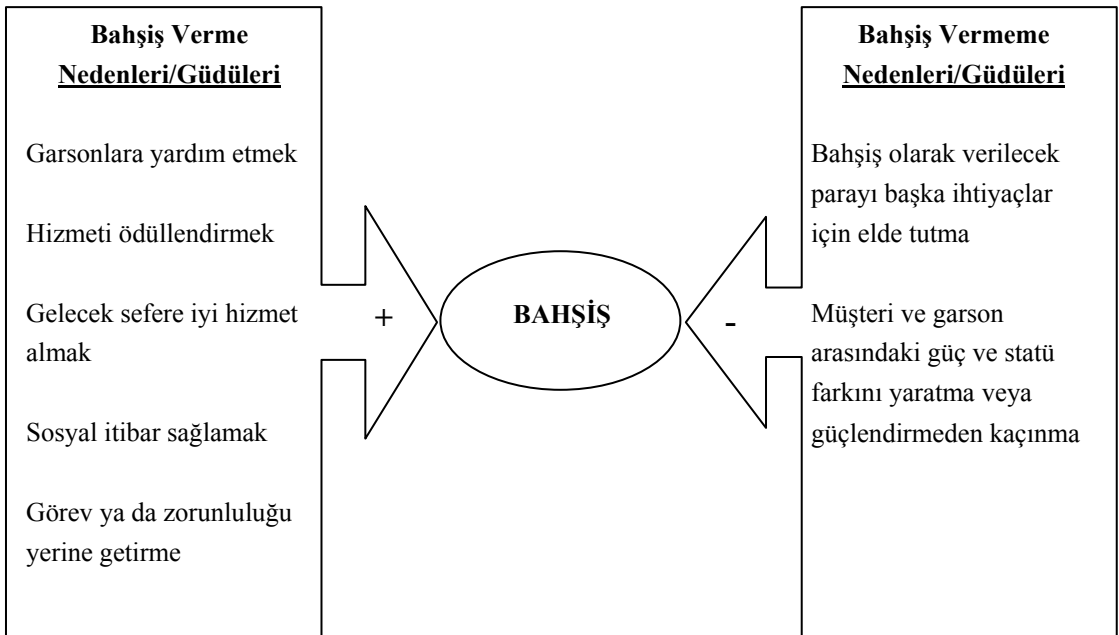 Bahşiş Verme
Nedenleri/Güdüleri
Garsonlara yardım etmek
Hizmeti ödüllendirmek
Gelecek sefere iyi hizmet
almak
Sosyal itibar sağlamak
Görev ya da zorunluluğu
yerine getirme
+
BAHŞİŞ
-
Bahşiş Vermeme
Nedenleri/Güdüleri
Bahşiş olarak verilecek
parayı başka ihtiyaçlar
için elde tutma
Müşteri ve garson
arasındaki güç ve statü
farkını yaratma veya
güçlendirmeden kaçınma